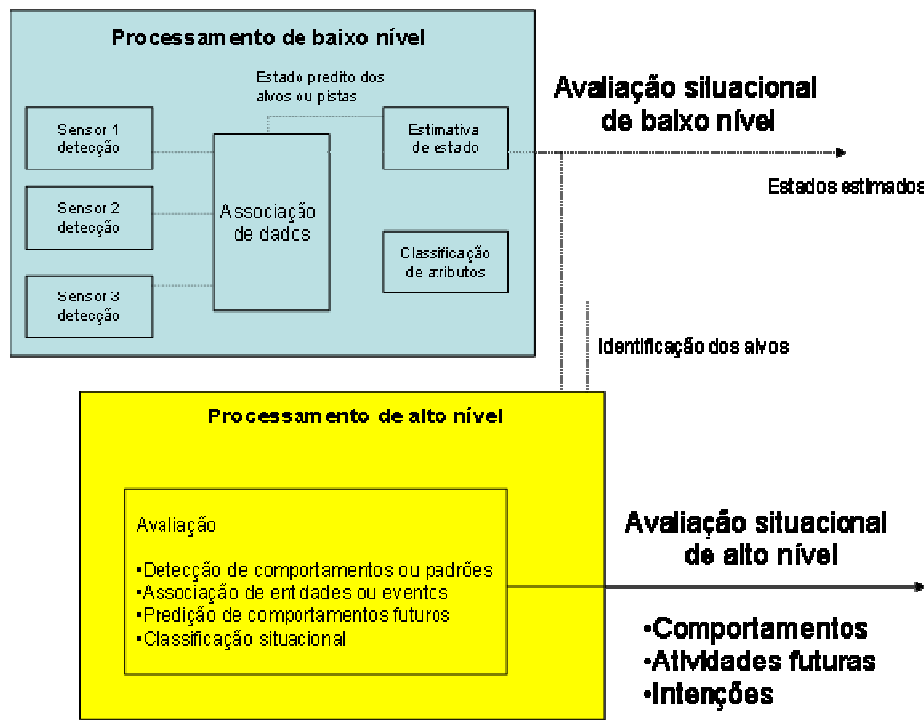 Processamento de baixo nível
Estado predito dos
alvos ou pistas
Sensor 1
detecção
Sensor 2
detecção
Sensor 3
detecção
Associação
de dados
Estimativa
de estado
Classificação
de atributos
Avaliação situacional
de baixo nível
Estados estimados
Identificação dos alvos
Processamento de alto nível
Avaliação
•Detecção de comportamentos ou padrões
•Associação de entidades ou eventos
•Predição de comportamentos futuros
•Classificação situacional
Avaliação situacional
de alto nível
•Comportamentos
•Atividades futuras
•Intenções